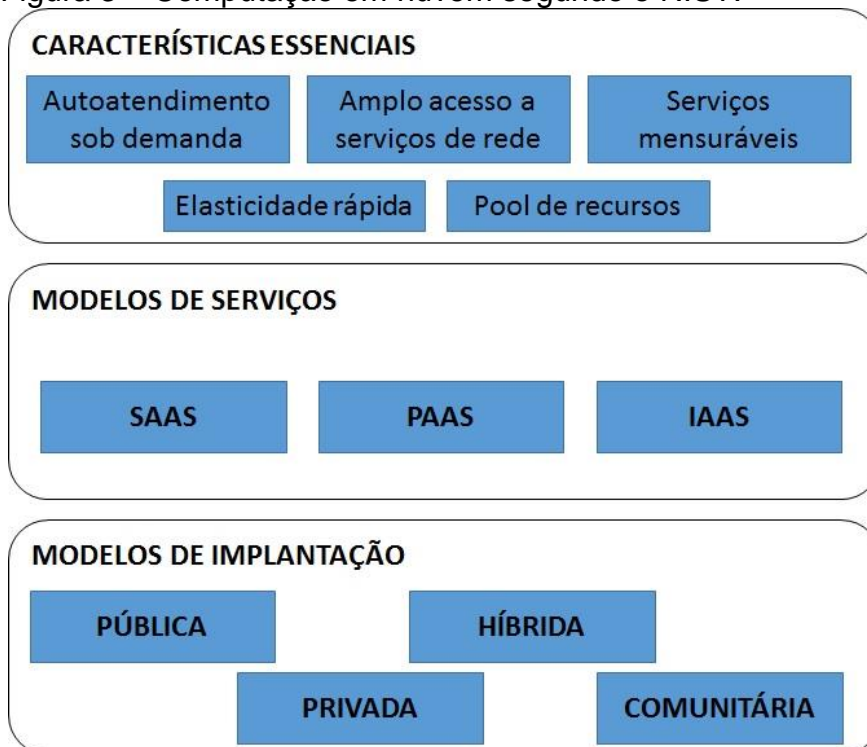 CARACTERÍSTICAS ESSENCIAIS
Autoatendimento
sob demanda
Amplo acesso a
serviços de rede
Serviços
mensuráveis
Elasticidade rápida
Pool de recursos
MODELOS DE SERVIÇOS
SAAS
PAAS
IAAS
MODELOS DE IMPLANTAÇÃO
PÚBLICA
HÍBRIDA
PRIVADA
COMUNITÁRIA